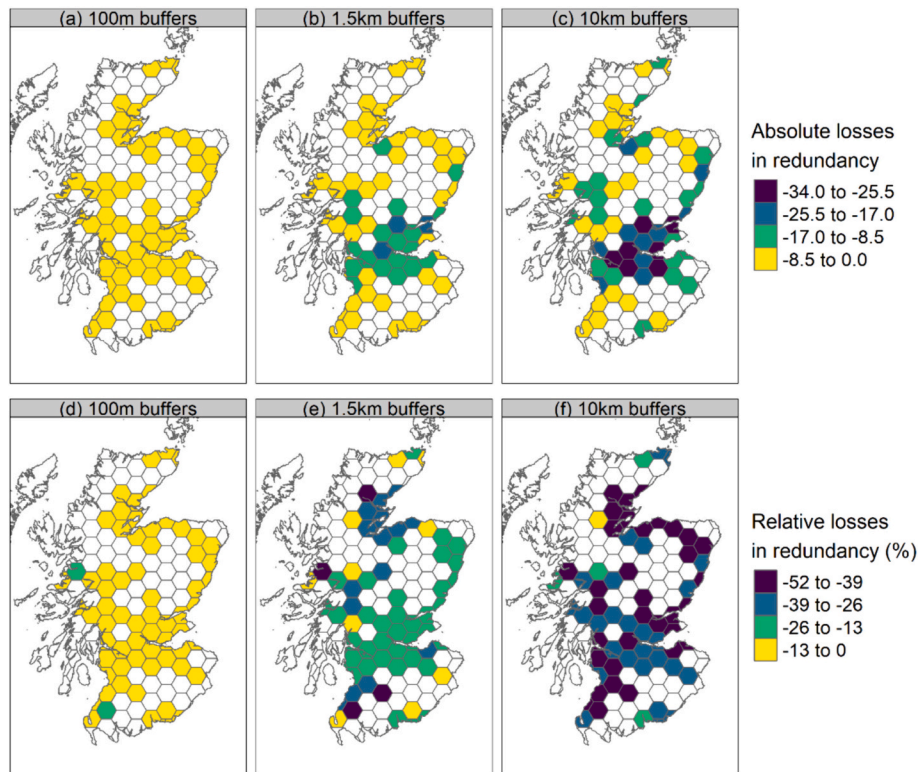 (a) 100m buffers
(b) 1.5km buffers
(c) 10km buffers
Absolute losses
in redundancy
-34.0 to -25.5
-25.5 to -17.0
-17.0 to -8.5
-8.5 to 0.0
(d) 100m buffers
(e) 1.5km buffers
(f) 10km buffers
Relative losses
in redundancy (%)
-52 to -39
-39 to -26
-26 to -13
-13 to 0